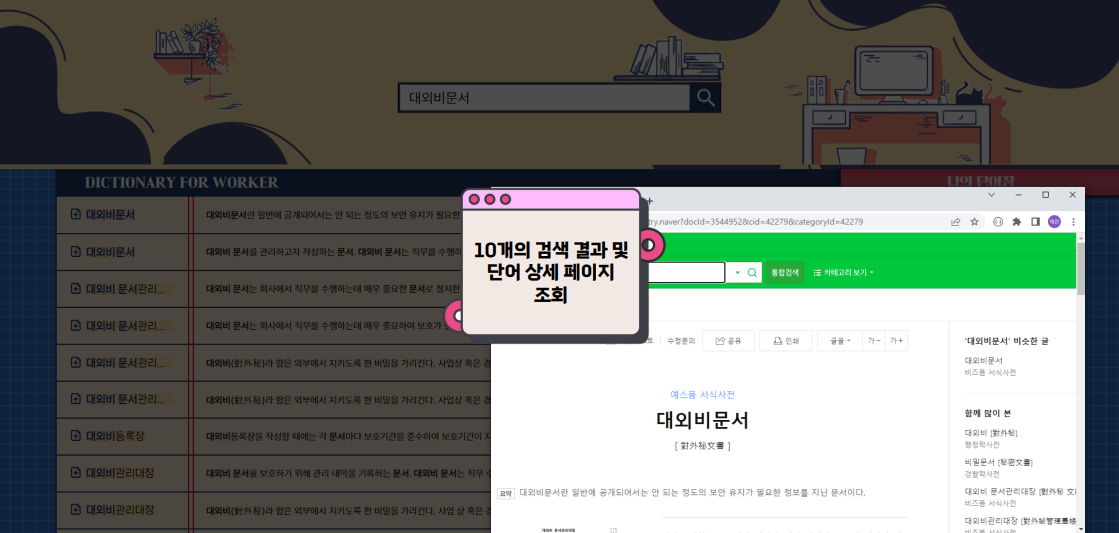 대외비문서
DICTIONARY FOR WORKER
나의 단어장
대외비문서
대외비문서란 일반에 공개되어서는 안 되는 정도의 보안 유지가 필요한
대외비문서
대외비 문서를 관리하고자 작성하는 문서. 대외비 문서는 직무를 수행하
대외비 문서관리...
대외비 문서는 회사에서 직무를 수행하는데 매우 중요한 문서로 철저한
대외비 문서관리...
대외비 문서는 회사에서 직무를 수행하는데 매우 중요하여 보호가
대외비 문서관리...
대외비(對外秘)라 함은 외부에서 지키도록 한 비밀을 가리킨다. 사업상 혹은 경
대외비 문서관리...
대외비(對外秘)라 함은 외부에서 지키도록 한 비밀을 가리킨다. 사업상 혹은 경
대외비등록장
대외비등록장을 작성할 때에는 각 문서마다 보호기간을 준수하여 보호기간이 지
대외비관리대장
대외비 문서를 보호하기 위해 관리 내역을 기록하는 문서. 대외비 문서는 직무 수
대외비관리대장
대외비(對外秘)라 함은 외부에서 지키도록 한 비밀을 가리킨다. 사업 상 혹은 경
10개의 검색 결과 및
단어 상세 페이지
조회
try.naver?docId=3544952&cid=42279&categoryId=42279
통합검색
카테고리 보기
수정문의
공유
인쇄
글꼴
가-
가+
예스폼 서식사전
대외비문서
[ 對外秘文書 ]
요약
대외비문서란 일반에 공개되어서는 안 되는 정도의 보안 유지가 필요한 정보를 지닌 문서이다.
'대외비문서' 비슷한 글
대외비문서
비즈폼 서식사전
함께 많이 본
대외비 [對外秘]
행정학사전
비밀문서 [秘密文書]
경찰학사전
대외비 문서관리대장 [對外秘 文
비즈폼 서식사전
대외비관리대장 [對外秘管理臺帳
비즈폼 서식사전